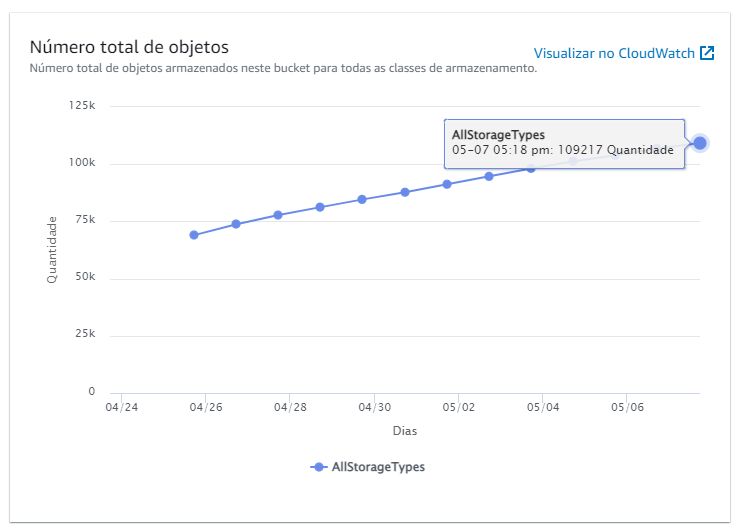 Número total de objetos
Visualizar no CloudWatch
Número total de objetos armazenados neste bucket para todas as classes de armazenamento.
125k
AllStorageTypes
05-07 05:18 pm: 109217 Quantidade
100k
75k
Quantidade
50k
25k
0
04/24 04/26 04/28 04/30 05/02 05/04 05/06
Dias
AllStorageTypes